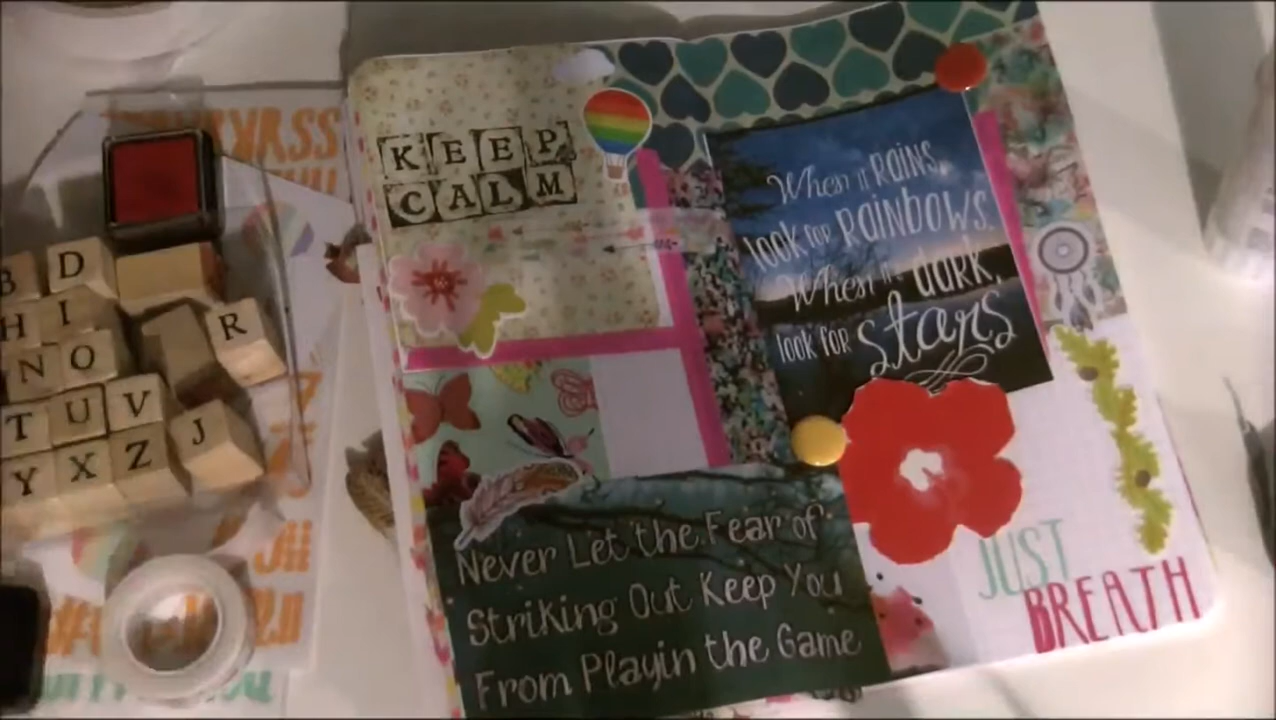 KEEP
CALM
When it RAINS,
look for RAINBOWS.
When it dark,
look for stars
Never Let the Fear of
Striking Out Keep You
From Playin the Game
JUST
BREATH
B D
H I R
N O
T U V J
Y X Z